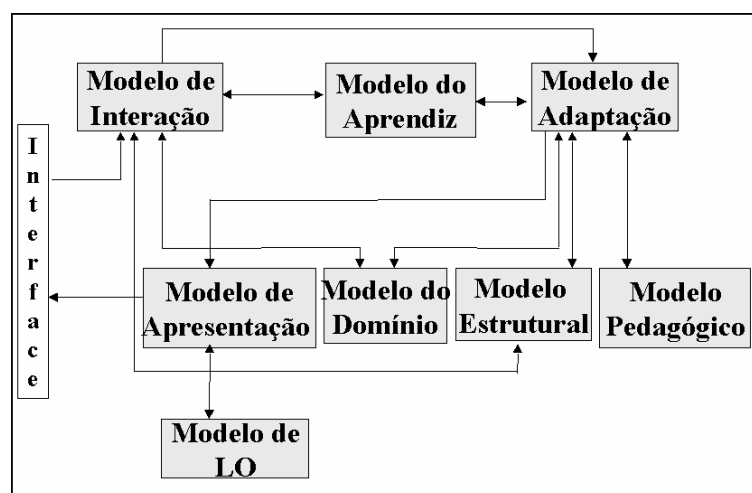 Modelo de
Interação
Modelo do
Aprendiz
Modelo de
Adaptação
Interface
Modelo de
Apresentação
Modelo do
Domínio
Modelo
Estrutural
Modelo
Pedagógico
Modelo de
LO